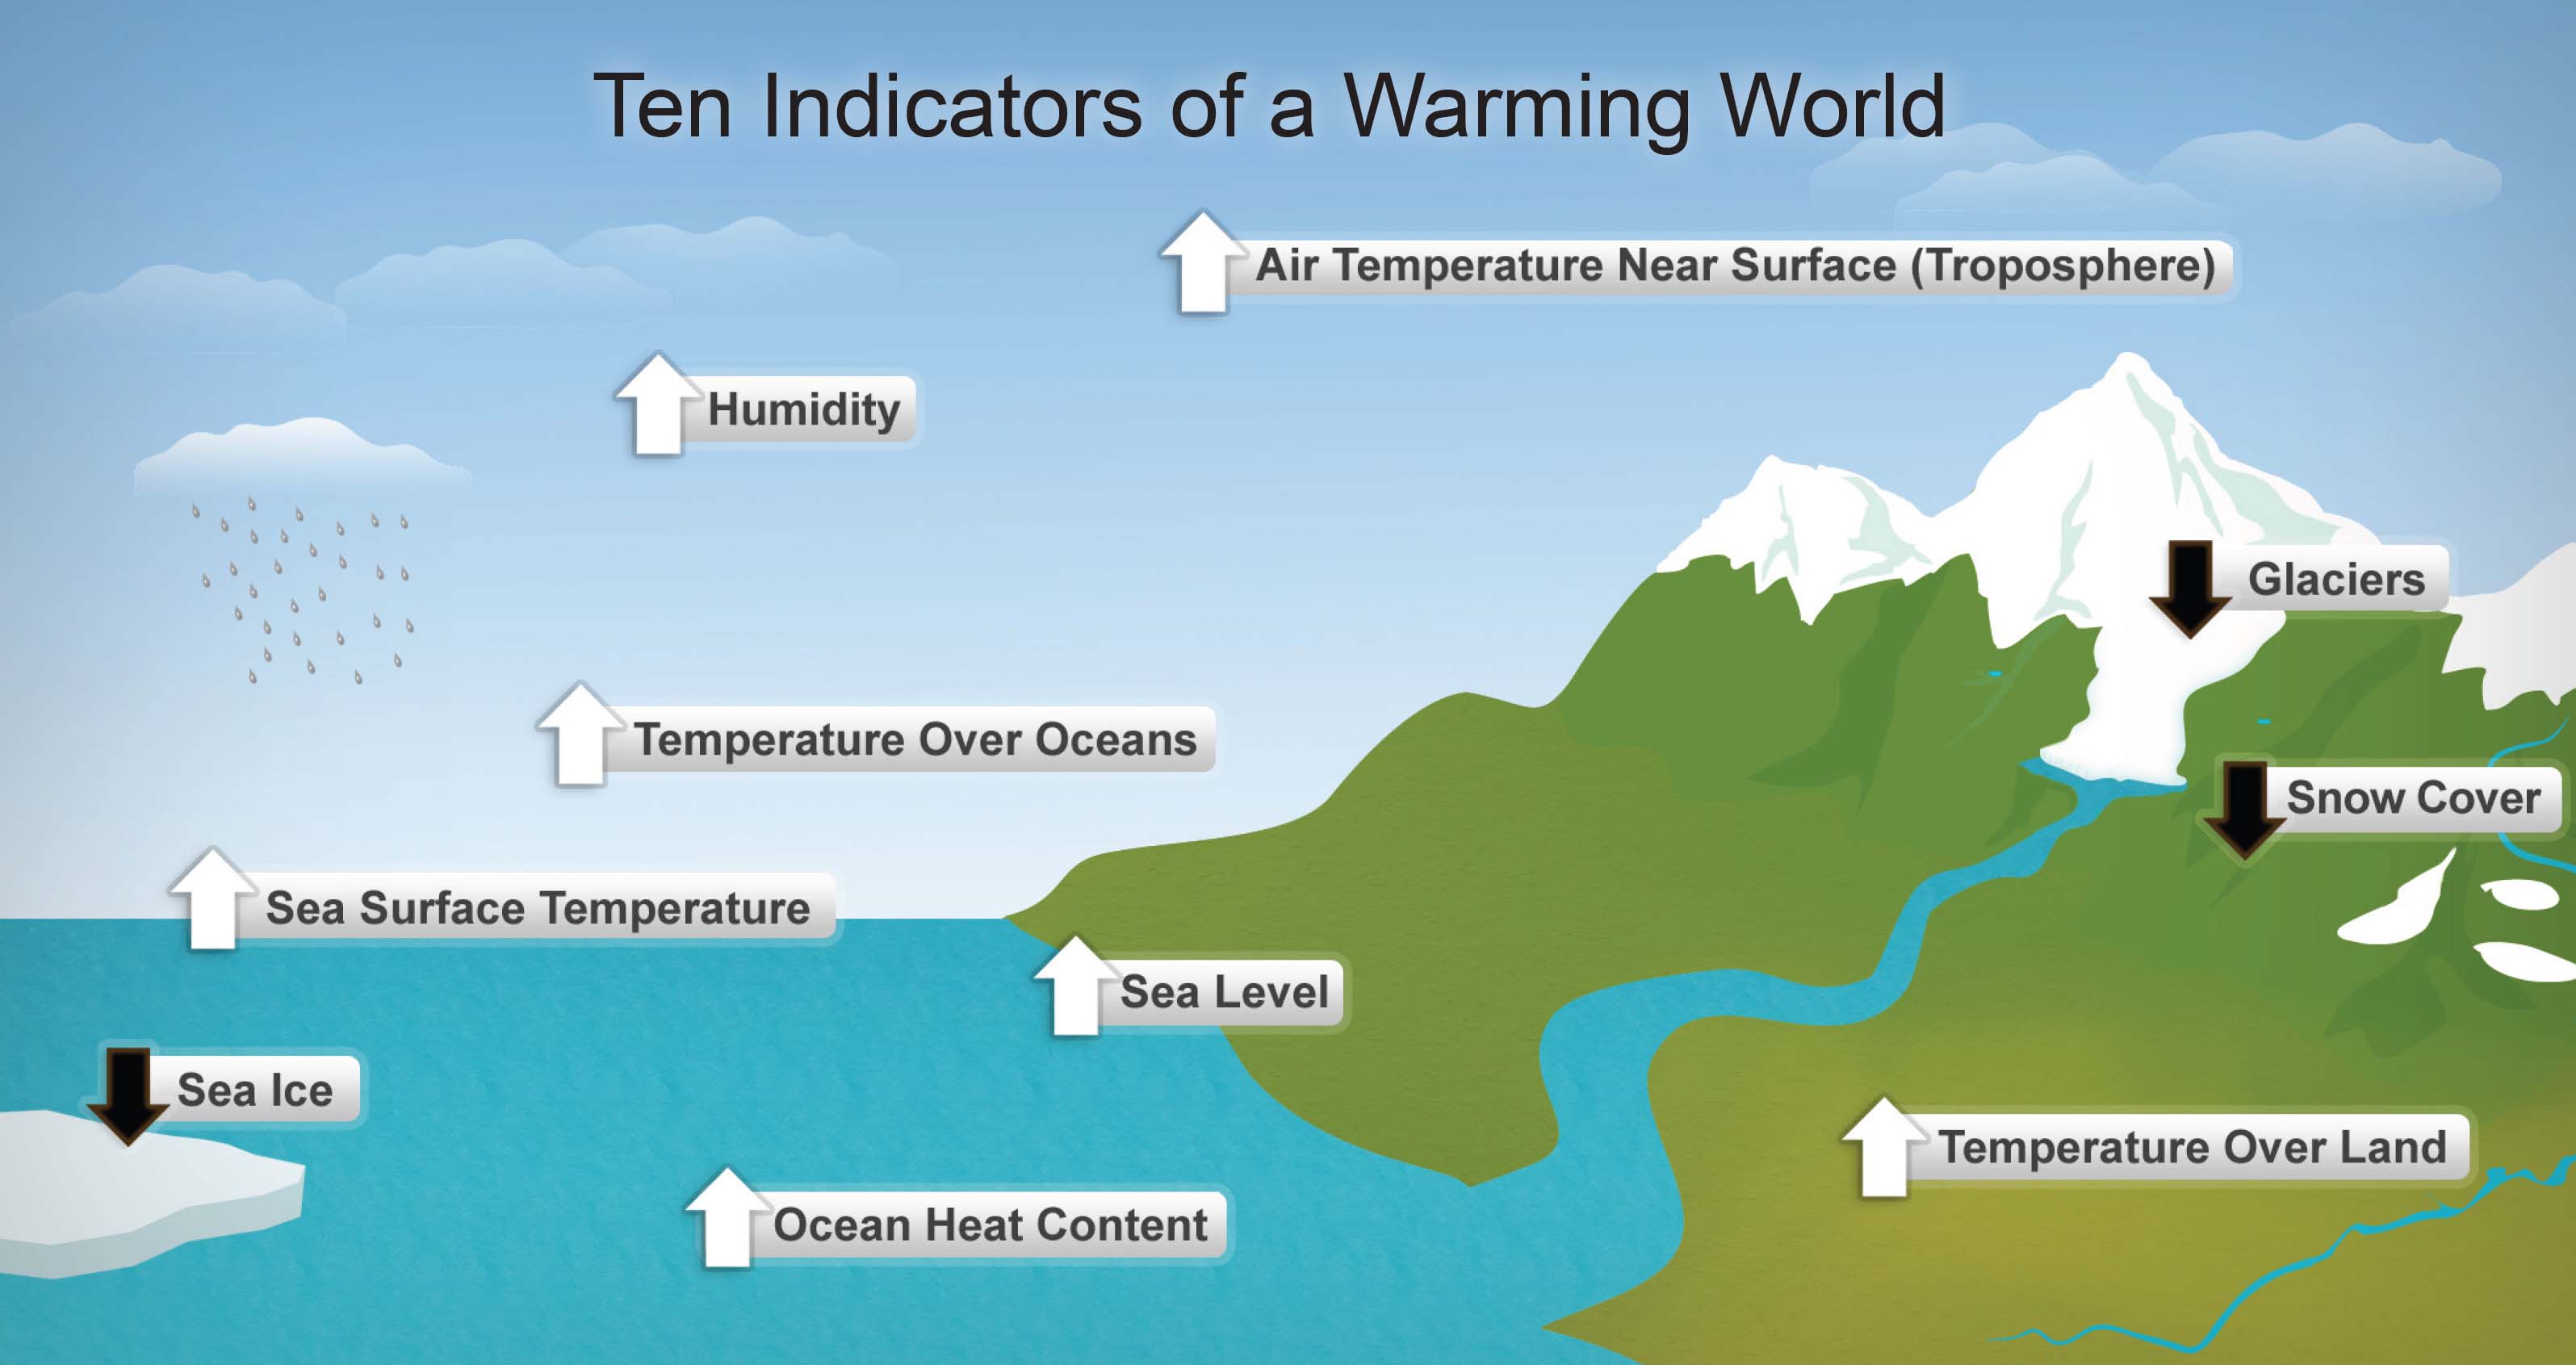 Ten Indicators of a Warming World
Air Temperature Near Surface (Troposphere)
Humidity
Glaciers
Temperature Over Oceans
Snow Cover
Sea Surface Temperature
Sea Level
Sea Ice
Temperature Over Land
Ocean Heat Content